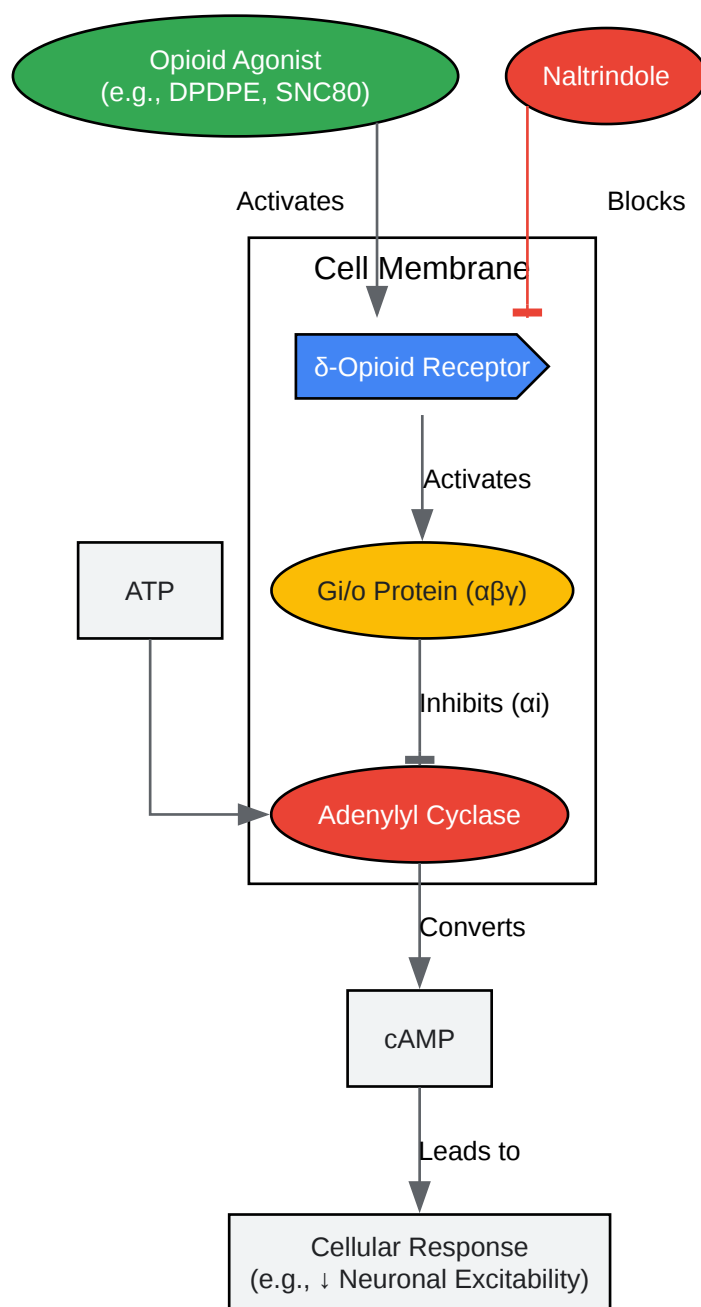 Opioid Agonist
(e.g., DPDPE, SNC80)
Naltrindole
Activates
Blocks
Cell Membrane
δ-Opioid Receptor
Activates
ATP
Gi/o Protein (αβγ)
Inhibits (αi)
Adenylyl Cyclase
Converts
cAMP
Leads to
Cellular Response
(e.g., ↓ Neuronal Excitability)